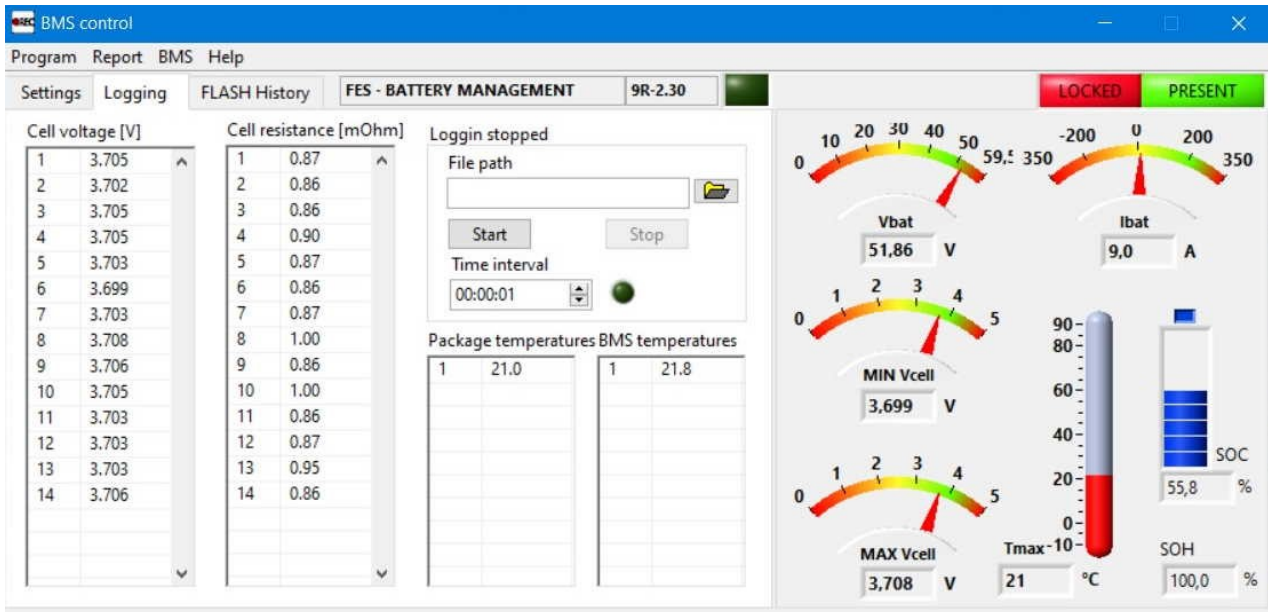 REC BMS control
Program Report BMS Help
Settings Logging FLASH History FES - BATTERY MANAGEMENT 9R-2.30 LOCKED PRESENT
Cell voltage [V]
1 3.705
2 3.702
3 3.705
4 3.705
5 3.703
6 3.699
7 3.703
8 3.708
9 3.706
10 3.705
11 3.703
12 3.703
13 3.703
14 3.706
Cell resistance [mOhm]
1 0.87
2 0.86
3 0.86
4 0.90
5 0.87
6 0.86
7 0.87
8 1.00
9 0.86
10 1.00
11 0.86
12 0.87
13 0.95
14 0.86
Loggin stopped
File path
Start Stop
Time interval
00:00:01
Package temperatures BMS temperatures
1 21.0 1 21.8
0 10 20 30 40 50 59.5
Vbat
51,86 V
350 -200 0 200 350
Ibat
9,0 A
0 1 2 3 4 5
MIN Vcell
3,699 V
0 1 2 3 4 5
MAX Vcell
3,708 V
90
80
60
40
20
0
-10
Tmax
21 °C
SOC
55,8 %
SOH
100,0 %